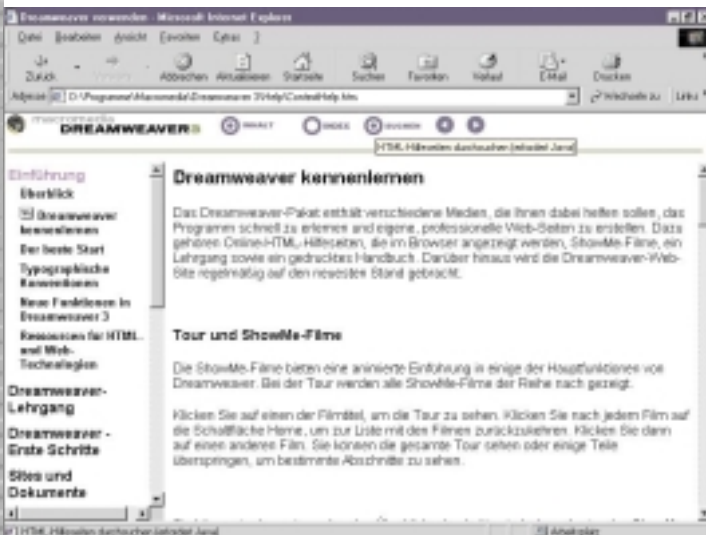 Dreamweaver verwenden - Microsoft Internet Explorer
Datei Bearbeiten Ansicht Favoriten Extras ?
Zurück Abbrechen Aktualisieren Startseite Suchen Favoriten Verlauf E-Mail Drucken
Adresse D:\Programme\Macromedia\Dreamweaver 3\Help\ContextHelp.htm Wechseln zu Links
macromedia
DREAMWEAVER 3 INHALT INDEX SUCHEN
HTML-Hilfeseiten durchsuchen (erfordert Java)
Einführung
Überblick
Dreamweaver
kennenlernen
Der beste Start
Typographische
Konventionen
Neue Funktionen in
Dreamweaver 3
Ressourcen für HTML-
und Web-
Technologien
Dreamweaver-
Lehrgang
Dreamweaver -
Erste Schritte
Sites und
Dokumente
Dreamweaver kennenlernen
Das Dreamweaver-Paket enthält verschiedene Medien, die Ihnen dabei helfen sollen, das
Programm schnell zu erlernen und eigene, professionelle Web-Seiten zu erstellen. Dazu
gehören Online-HTML-Hilfeseiten, die im Browser angezeigt werden, ShowMe-Filme, ein
Lehrgang sowie ein gedrucktes Handbuch. Darüber hinaus wird die Dreamweaver-Web-
Site regelmäßig auf den neuesten Stand gebracht.
Tour und ShowMe-Filme
Die ShowMe-Filme bieten eine animierte Einführung in einige der Hauptfunktionen von
Dreamweaver. Bei der Tour werden alle ShowMe-Filme der Reihe nach gezeigt.
Klicken Sie auf einen der Filmtitel, um die Tour zu sehen. Klicken Sie nach jedem Film auf
die Schaltfläche Home, um zur Liste mit den Filmen zurückzukehren. Klicken Sie dann
auf einen anderen Film. Sie können die gesamte Tour sehen oder einige Teile
überspringen, um bestimmte Abschnitte zu sehen.
HTML-Hilfeseiten durchsuchen (erfordert Java) Arbeitsplatz